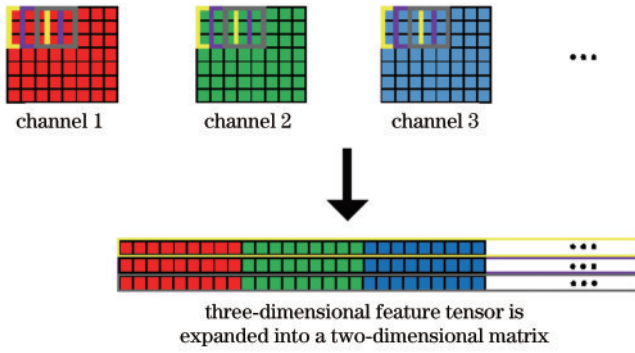 channel 1
channel 2
channel 3
...
three-dimensional feature tensor is
expanded into a two-dimensional matrix